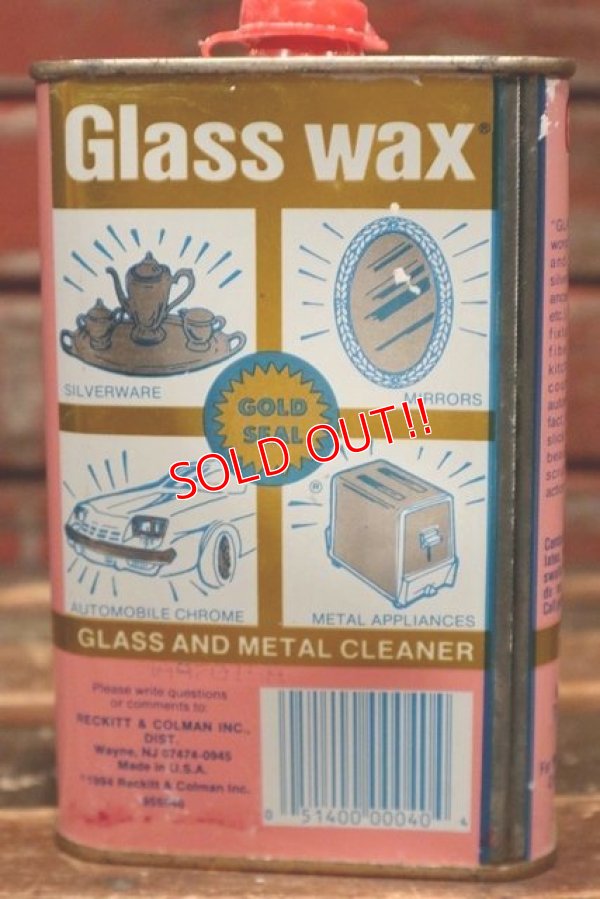 Glass wax®
SILVERWARE
MIRRORS
GOLD
SEAL
®
SOLD OUT!!
AUTOMOBILE CHROME
METAL APPLIANCES
GLASS AND METAL CLEANER
Please write questions
or comments to:
RECKITT & COLMAN INC.,
DIST.
Wayne, NJ 07474-0945
Made in U.S.A.
©1994 Reckitt & Colman Inc.
0 51400 00040 4